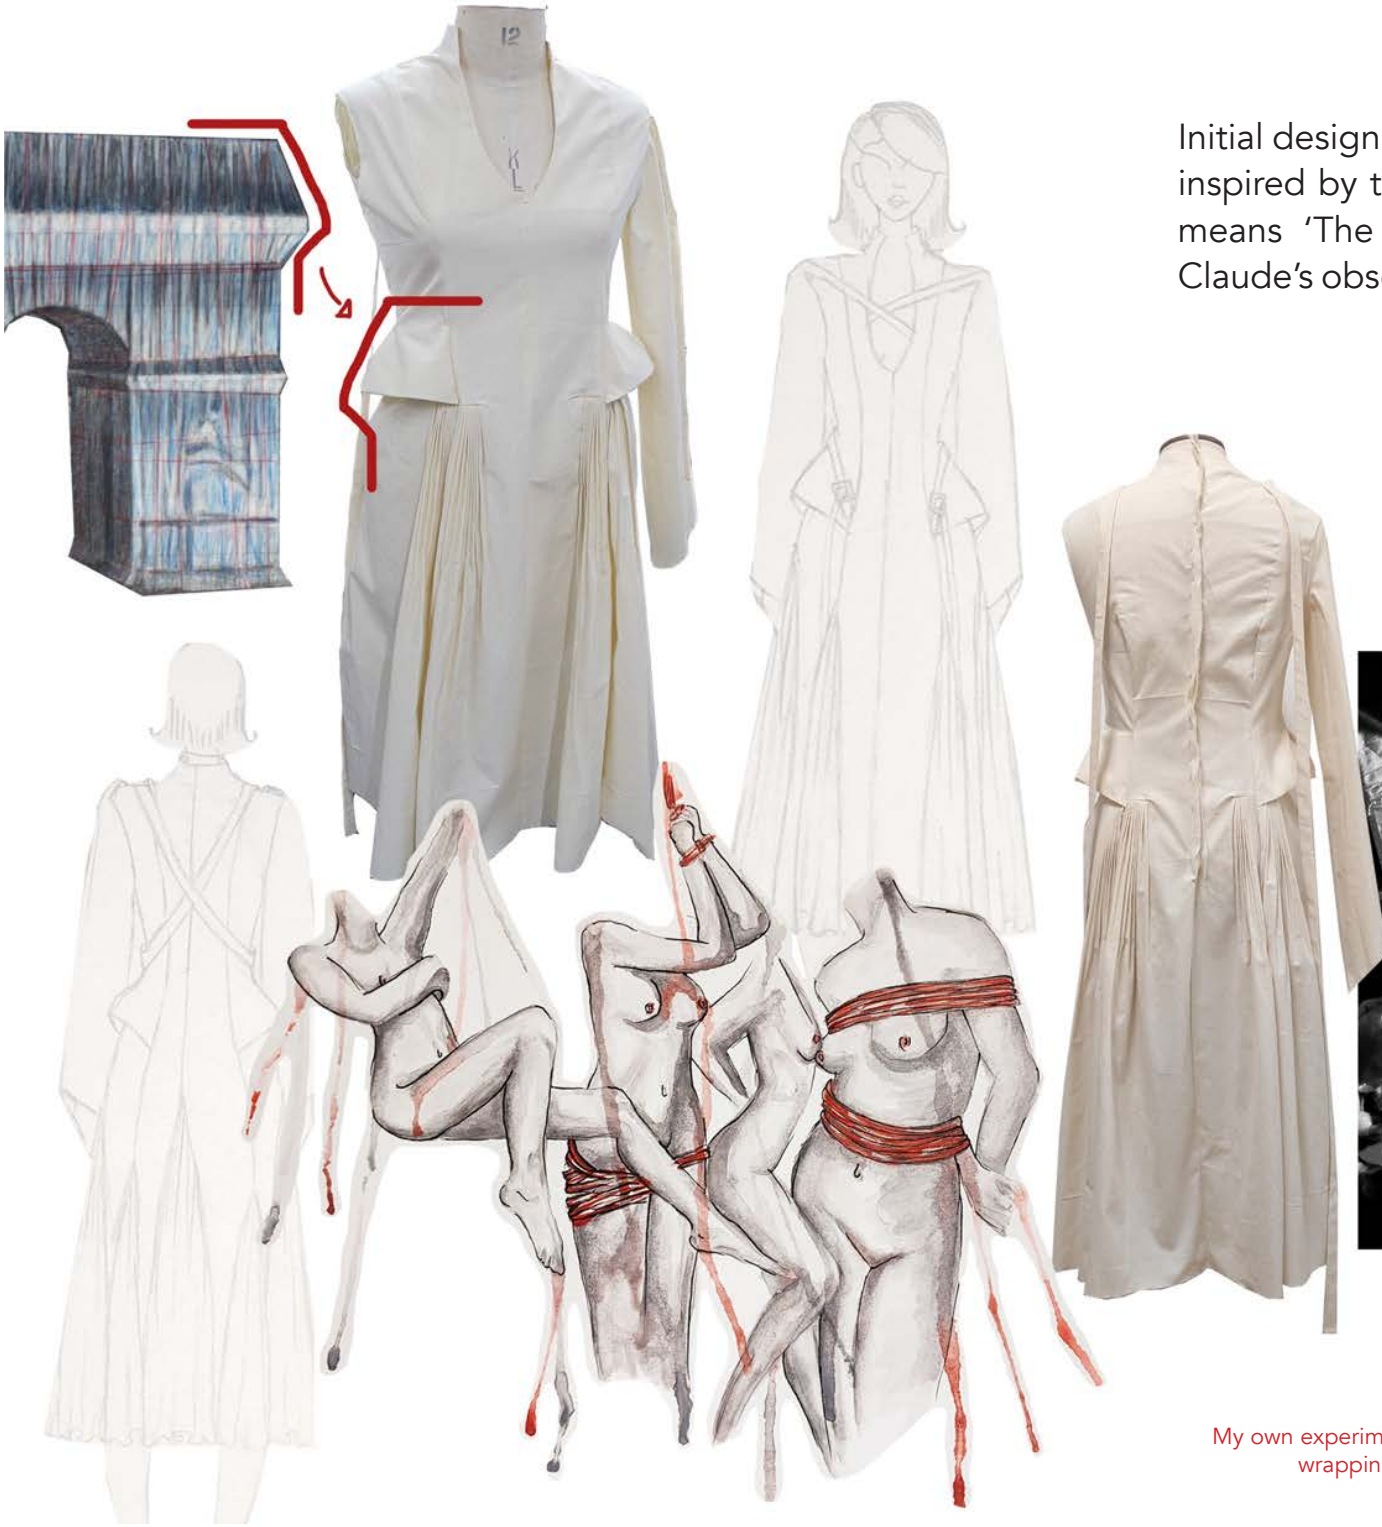 12
K
L
Initial design
inspired by t
means ‘The
Claude’s obs
My own experim
wrappin